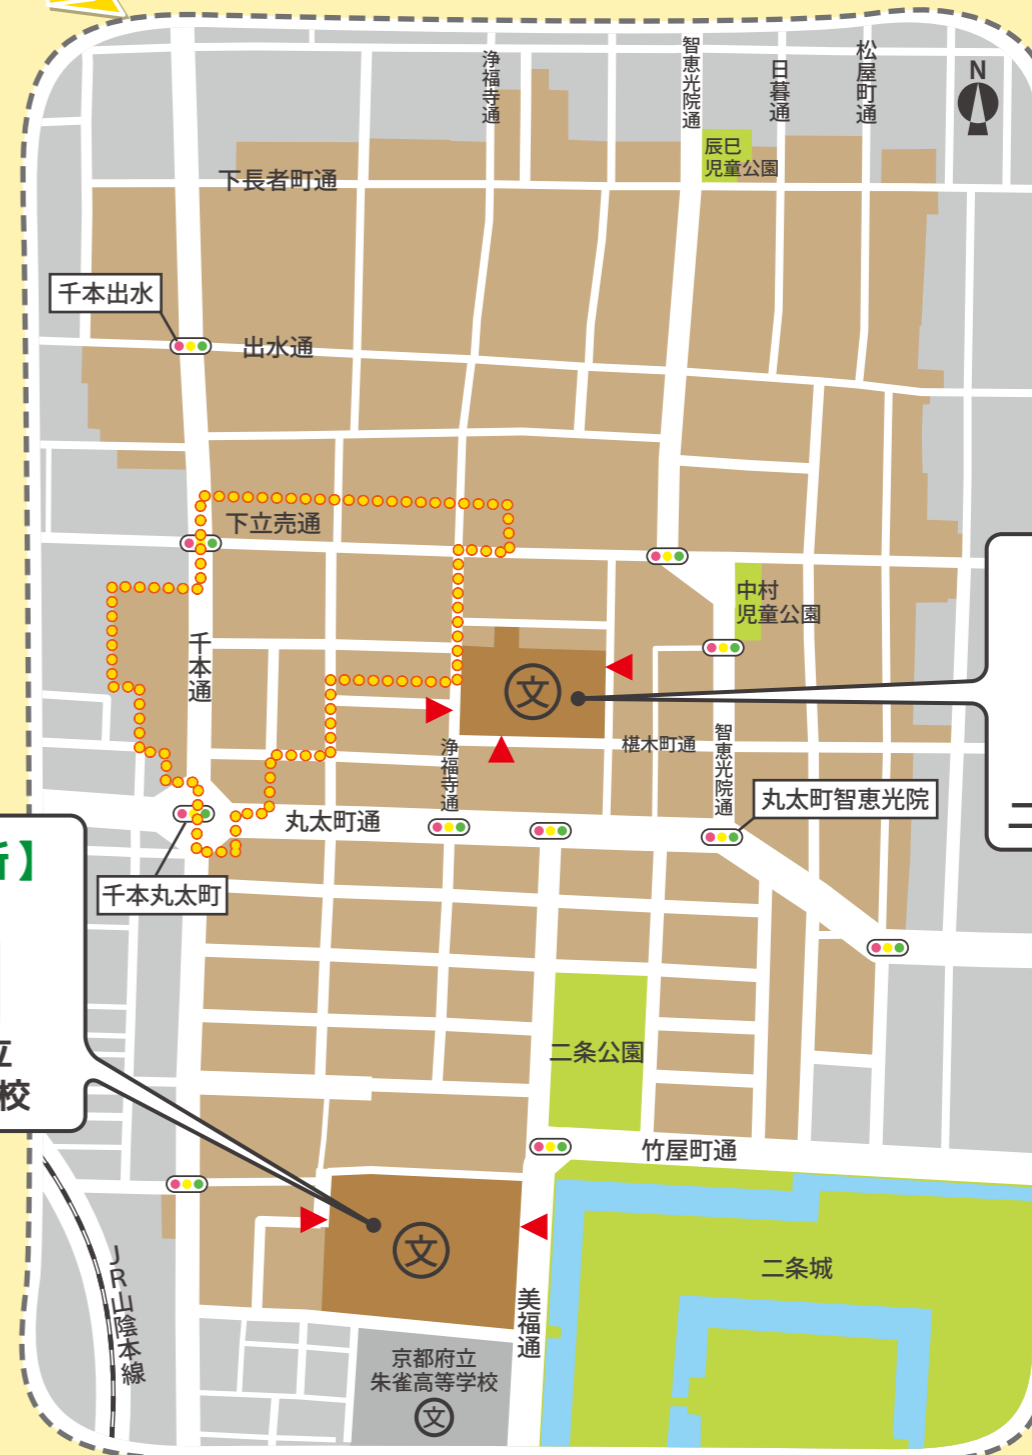 浄福寺通
智恵光院通
日暮通
松屋町通
N
辰巳
児童公園
下長者町通
千本出水
出水通
下立売通
中村
児童公園
千本通
文
椹木町通
浄福寺通
智恵光院通
丸太町智恵光院
丸太町通
二
所】
千本丸太町
立
校
二条公園
竹屋町通
文
二条城
JR山陰本線
美福通
京都府立
朱雀高等学校
文